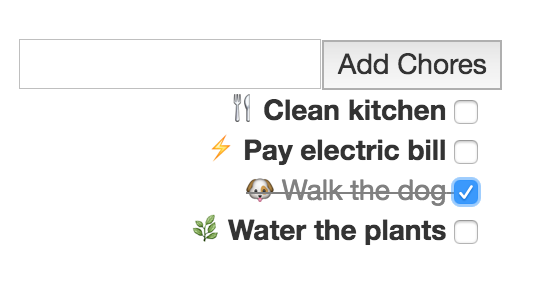 Add Chores
🍴 Clean kitchen
⚡ Pay electric bill
🐶 Walk the dog
🌿 Water the plants